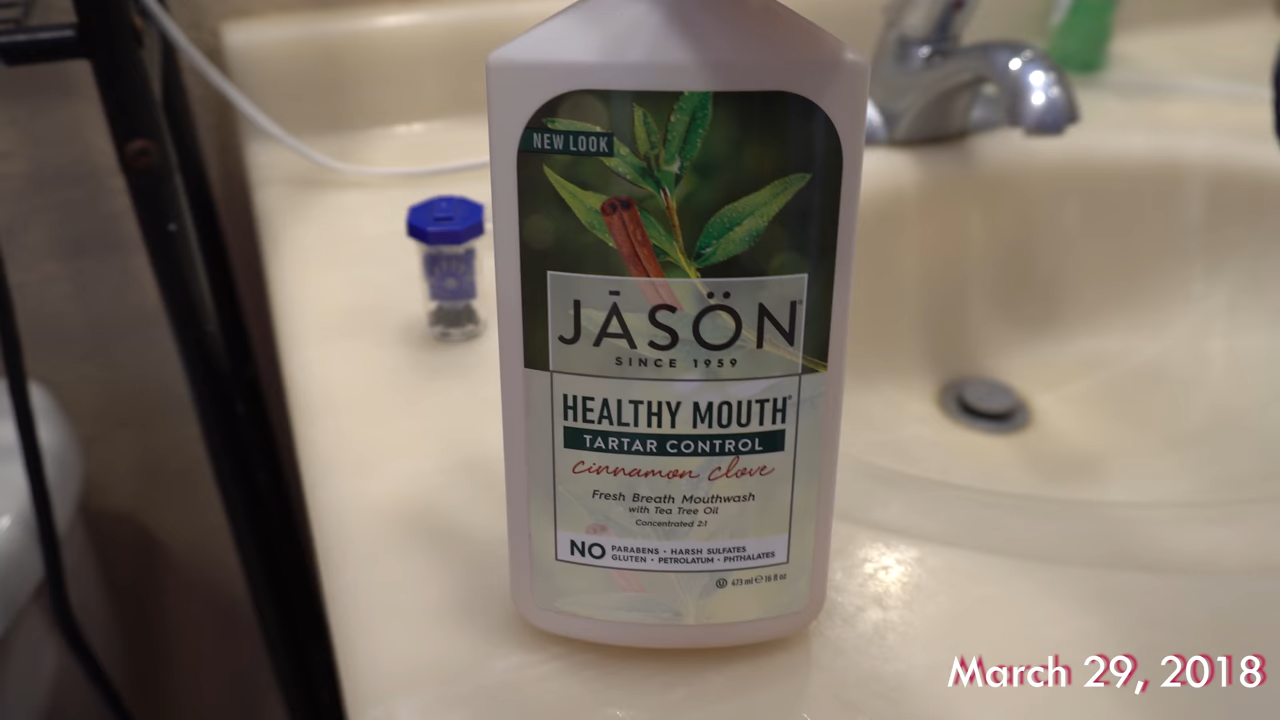 NEW LOOK
JĀSÖN®
SINCE 1959
HEALTHY MOUTH®
TARTAR CONTROL
cinnamon clove
Fresh Breath Mouthwash
with Tea Tree Oil
Concentrated 2:1
NO PARABENS • HARSH SULFATES
GLUTEN • PETROLATUM • PHTHALATES
473 ml ℮ 16 fl oz
March 29, 2018